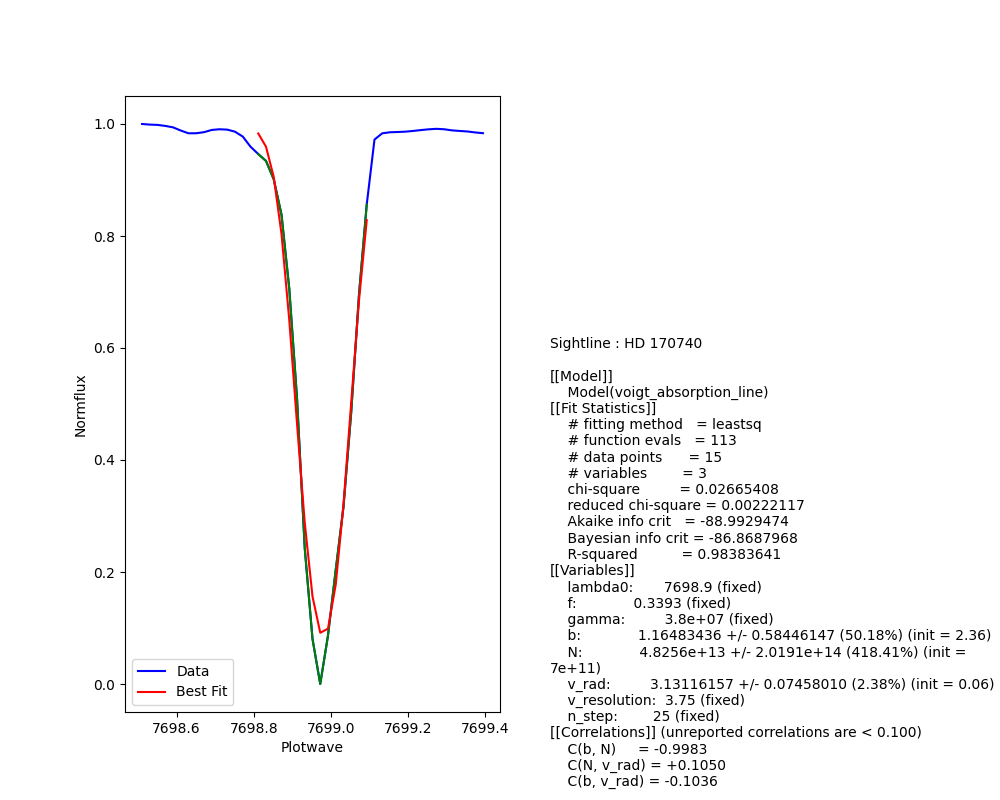 1.0
0.8
0.6
0.4
0.2
0.0
Normflux
7698.6 7698.8 7699.0 7699.2 7699.4
Plotwave
Data
Best Fit
Sightline : HD 170740
[[Model]]
Model(voigt_absorption_line)
[[Fit Statistics]]
# fitting method = leastsq
# function evals = 113
# data points = 15
# variables = 3
chi-square = 0.02665408
reduced chi-square = 0.00222117
Akaike info crit = -88.9929474
Bayesian info crit = -86.8687968
R-squared = 0.98383641
[[Variables]]
lambda0: 7698.9 (fixed)
f: 0.3393 (fixed)
gamma: 3.8e+07 (fixed)
b: 1.16483436 +/- 0.58446147 (50.18%) (init = 2.36)
N: 4.8256e+13 +/- 2.0191e+14 (418.41%) (init =
7e+11)
v_rad: 3.13116157 +/- 0.07458010 (2.38%) (init = 0.06)
v_resolution: 3.75 (fixed)
n_step: 25 (fixed)
[[Correlations]] (unreported correlations are < 0.100)
C(b, N) = -0.9983
C(N, v_rad) = +0.1050
C(b, v_rad) = -0.1036